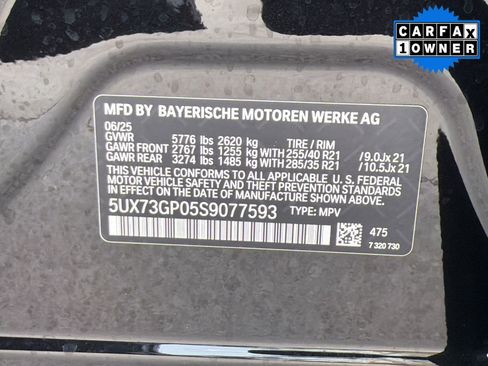 CARFAX
1 OWNER
MFD BY BAYERISCHE MOTOREN WERKE AG
06/25
GVWR 5776 lbs 2620 kg TIRE / RIM
GAWR FRONT 2767 lbs 1255 kg WITH 255/40 R21 / 9.0Jx 21
GAWR REAR 3274 lbs 1485 kg WITH 285/35 R21 / 10.5Jx 21
THIS VEHICLE CONFORMS TO ALL APPLICABLE U.S. FEDERAL
MOTOR VEHICLE SAFETY, BUMPER, AND THEFT PREVENTION
STANDARDS IN EFFECT ON THE DATE OF MANUFACTURE SHOWN ABOVE.
5UX73GP05S9077593 TYPE: MPV
475
7 320 730